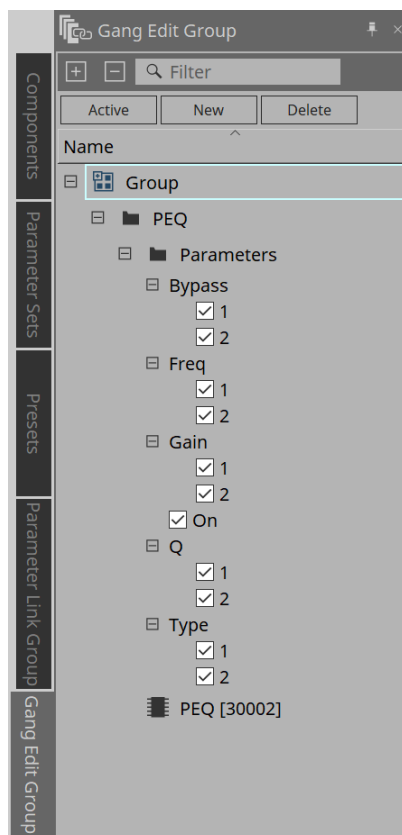 Gang Edit Group
Filter
Active New Delete
Name
Group
PEQ
Parameters
Bypass
1
2
Freq
1
2
Gain
1
2
On
Q
1
2
Type
1
2
PEQ [30002]
Components
Parameter Sets
Presets
Parameter Link Group
Gang Edit Group